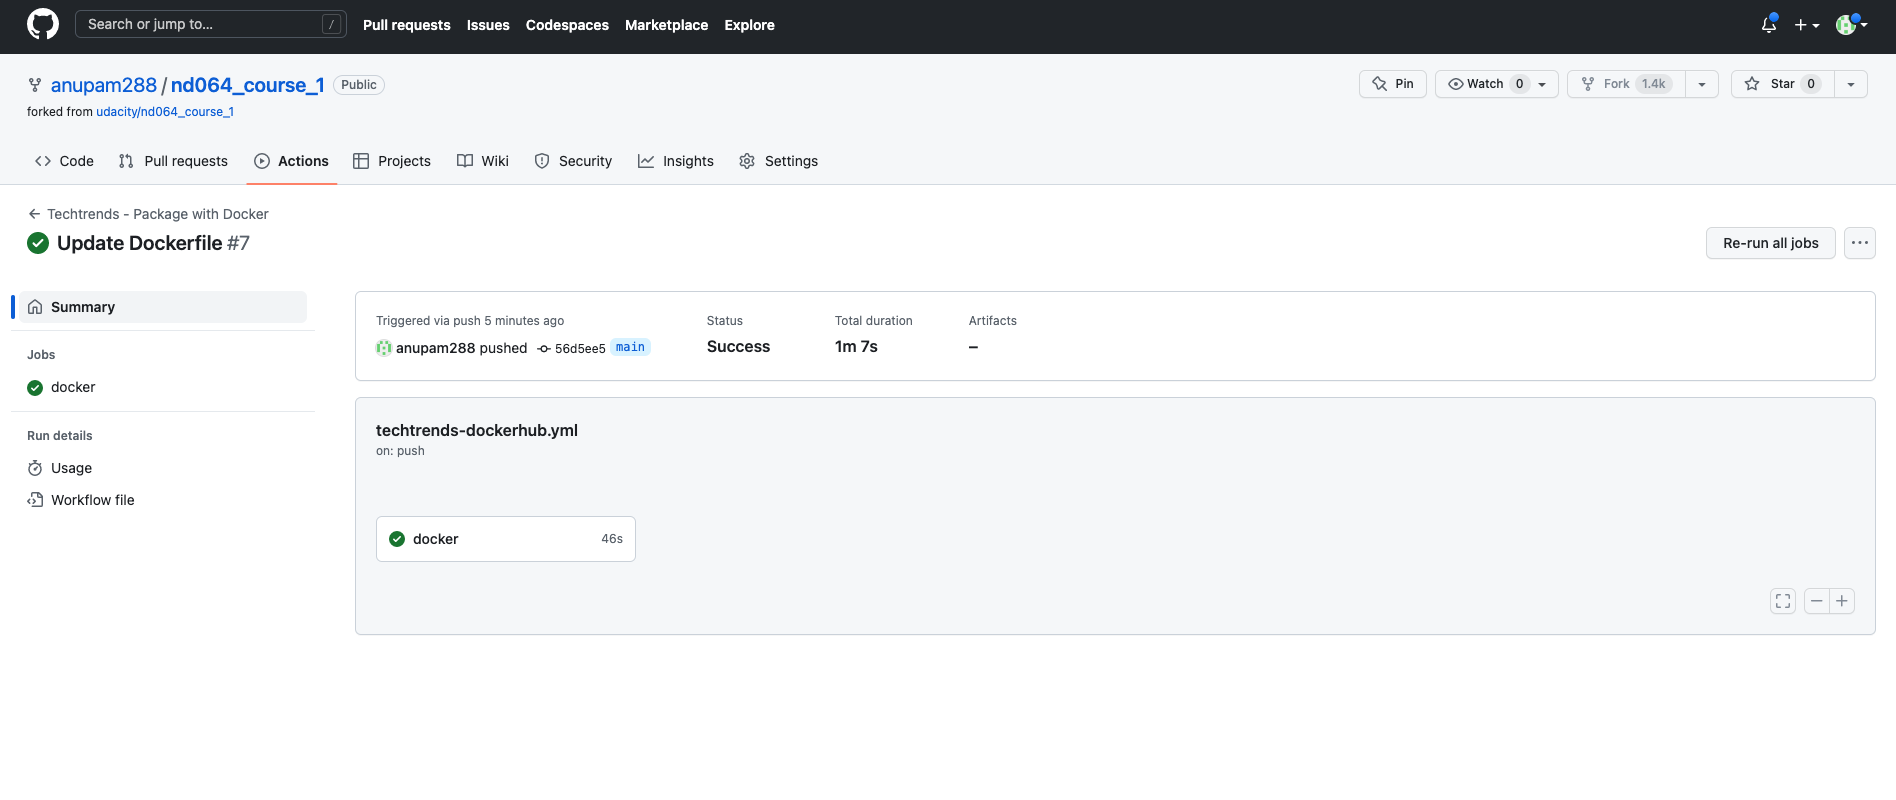 Search or jump to... /
Pull requests Issues Codespaces Marketplace Explore
anupam288 / nd064_course_1 Public
forked from udacity/nd064_course_1
Pin Watch 0 Fork 1.4k Star 0
Code Pull requests Actions Projects Wiki Security Insights Settings
Techtrends - Package with Docker
Update Dockerfile #7
Re-run all jobs
Summary
Jobs
docker
Run details
Usage
Workflow file
Triggered via push 5 minutes ago
anupam288 pushed 56d5ee5 main
Status
Success
Total duration
1m 7s
Artifacts
–
techtrends-dockerhub.yml
on: push
docker 46s